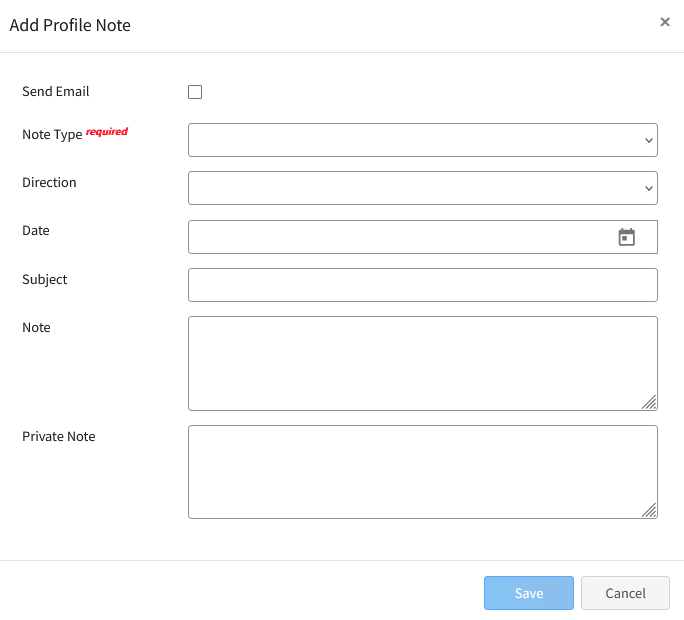 Add Profile Note ×
Send Email
Note Type required
Direction
Date
Subject
Note
Private Note
Save Cancel